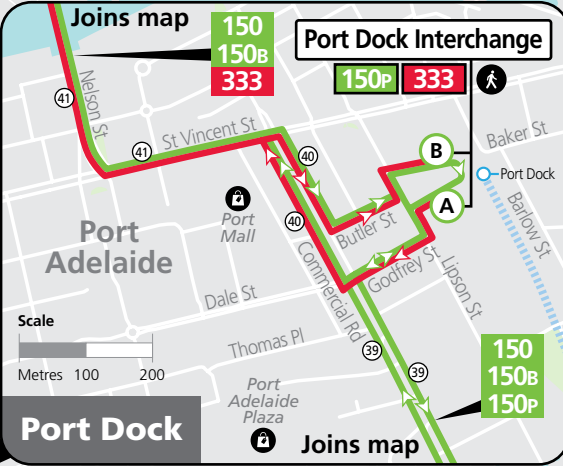 Joins map
150
150B
333
Port Dock Interchange
150P 333
41
Nelson St
41
St Vincent St
40
B
Baker St
Port Dock
A
Barlow St
Port
Mall
40
Butler St
Port
Adelaide
Commercial Rd
Godfrey St
Lipson St
Dale St
Scale
Metres 100 200
Thomas Pl
39
39
150
150B
150P
Port
Adelaide
Plaza
Port Dock
Joins map